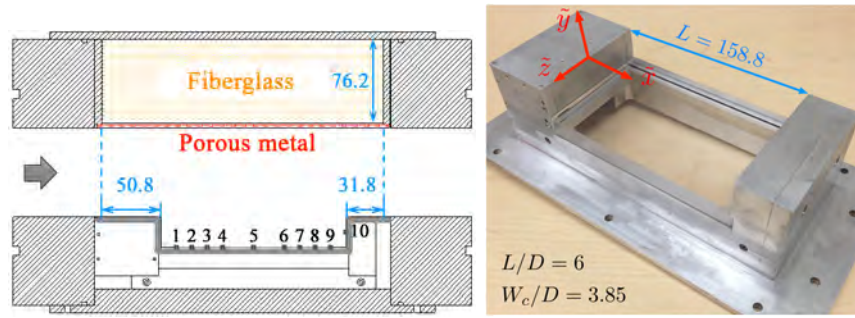 Fiberglass
76.2
Porous metal
50.8
31.8
1 2 3 4 5 6 7 8 9 10
ỹ
z̃
x̃
L = 158.8
L/D = 6
W_c/D = 3.85